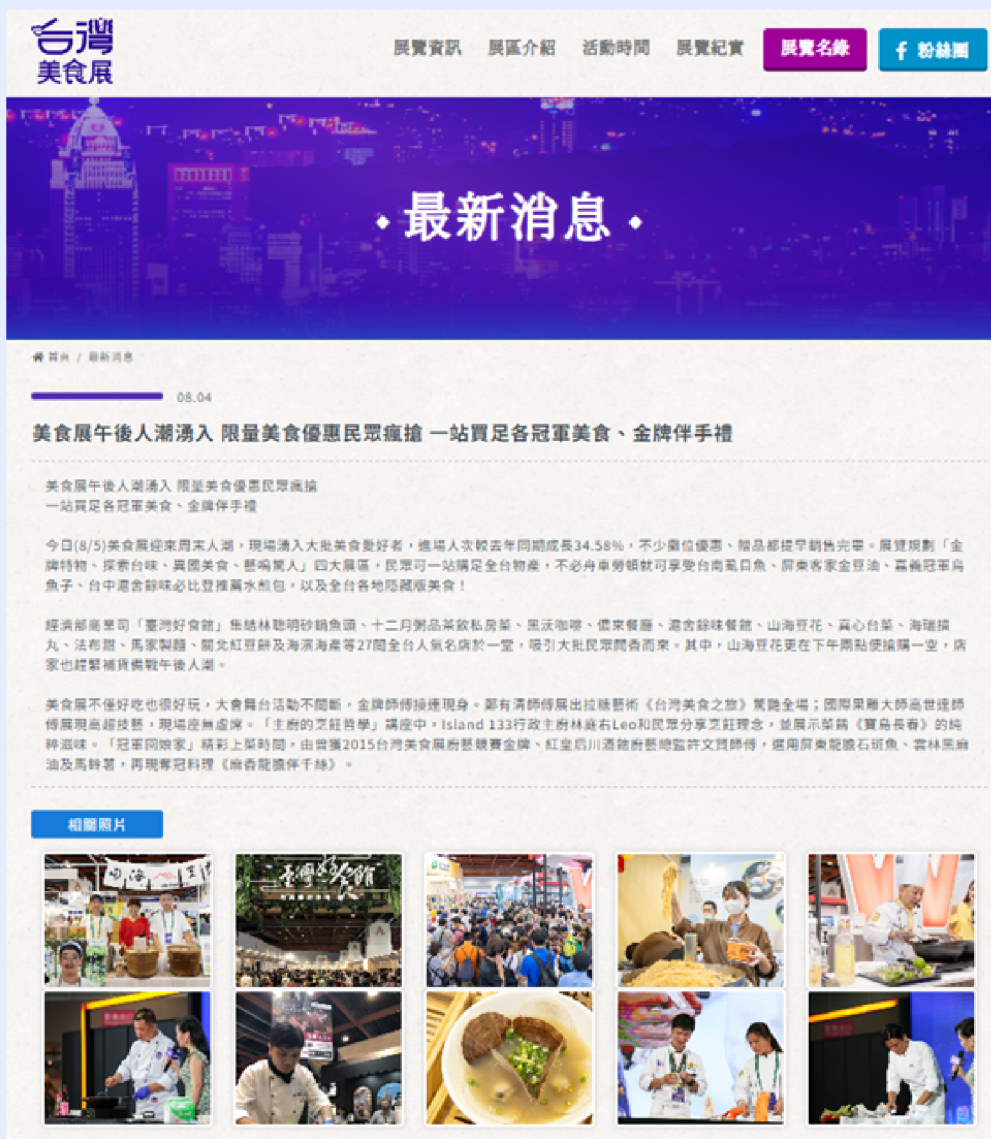 台灣
美食展
展覽資訊 展區介紹 活動時間 展覽紀實 展覽名錄 f 粉絲團
最新消息
首頁 / 最新消息
08.04
美食展午後人潮湧入 限量美食優惠民眾瘋搶 一站買足各冠軍美食、金牌伴手禮
美食展午後人潮湧入 限量美食優惠民眾瘋搶
一站買足各冠軍美食、金牌伴手禮
今日(8/5)美食展迎來周末人潮，現場湧入大批美食愛好者，進場人次較去年同期成長34.58%，不少攤位優惠、贈品都提早銷售完畢。展覽規劃「金
牌特物、探索台味、異國美食、藝鳴驚人」四大展區，民眾可一站購足全台物產，不必舟車勞頓就可享受台南虱目魚、屏東客家金豆油、嘉義冠軍烏
魚子、台中滬舍餘味必比登推薦水煎包，以及全台各地隱藏版美食！
經濟部商業司「臺灣好食館」集結林聰明砂鍋魚頭、十二月粥品茶飲私房菜、黑沃咖啡、儂來餐廳、滬舍餘味餐館、山海豆花、真心台菜、海瑞摃
丸、法布甜、馬家製麵、關北紅豆餅及海濱海產等27間全台人氣名店於一堂，吸引大批民眾聞香而來。其中，山海豆花更在下午兩點便搶購一空，店
家也趕緊補貨備戰午後人潮。
美食展不僅好吃也很好玩，大會舞台活動不間斷，金牌師傅接連現身。鄭有清師傅展出拉糖藝術《台灣美食之旅》驚艷全場；國際果雕大師高世達師
傅展現高超技藝，現場座無虛席。「主廚的烹飪哲學」講座中，Island 133行政主廚林庭右Leo和民眾分享烹飪理念，並展示菜餚《寶島長春》的純
粹滋味。「冠軍回娘家」精彩上菜時間，由曾獲2015台灣美食展廚藝競賽金牌、紅皇后川酒館廚藝總監許文賢師傅，選用屏東龍膽石斑魚、雲林黑麻
油及馬鈴薯，再現奪冠料理《麻香龍膽伴千絲》。
相關照片
臺灣好食館